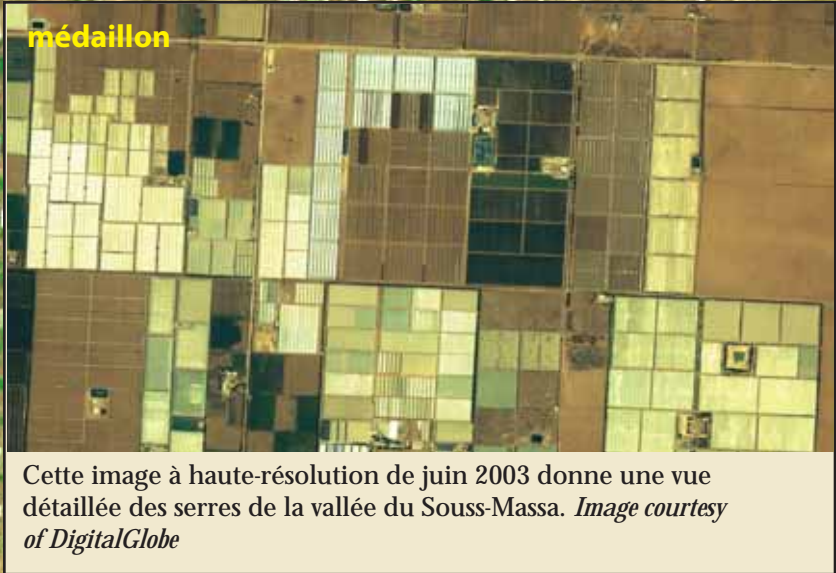 médaillon
Cette image à haute-résolution de juin 2003 donne une vue
détaillée des serres de la vallée du Souss-Massa. Image courtesy
of DigitalGlobe